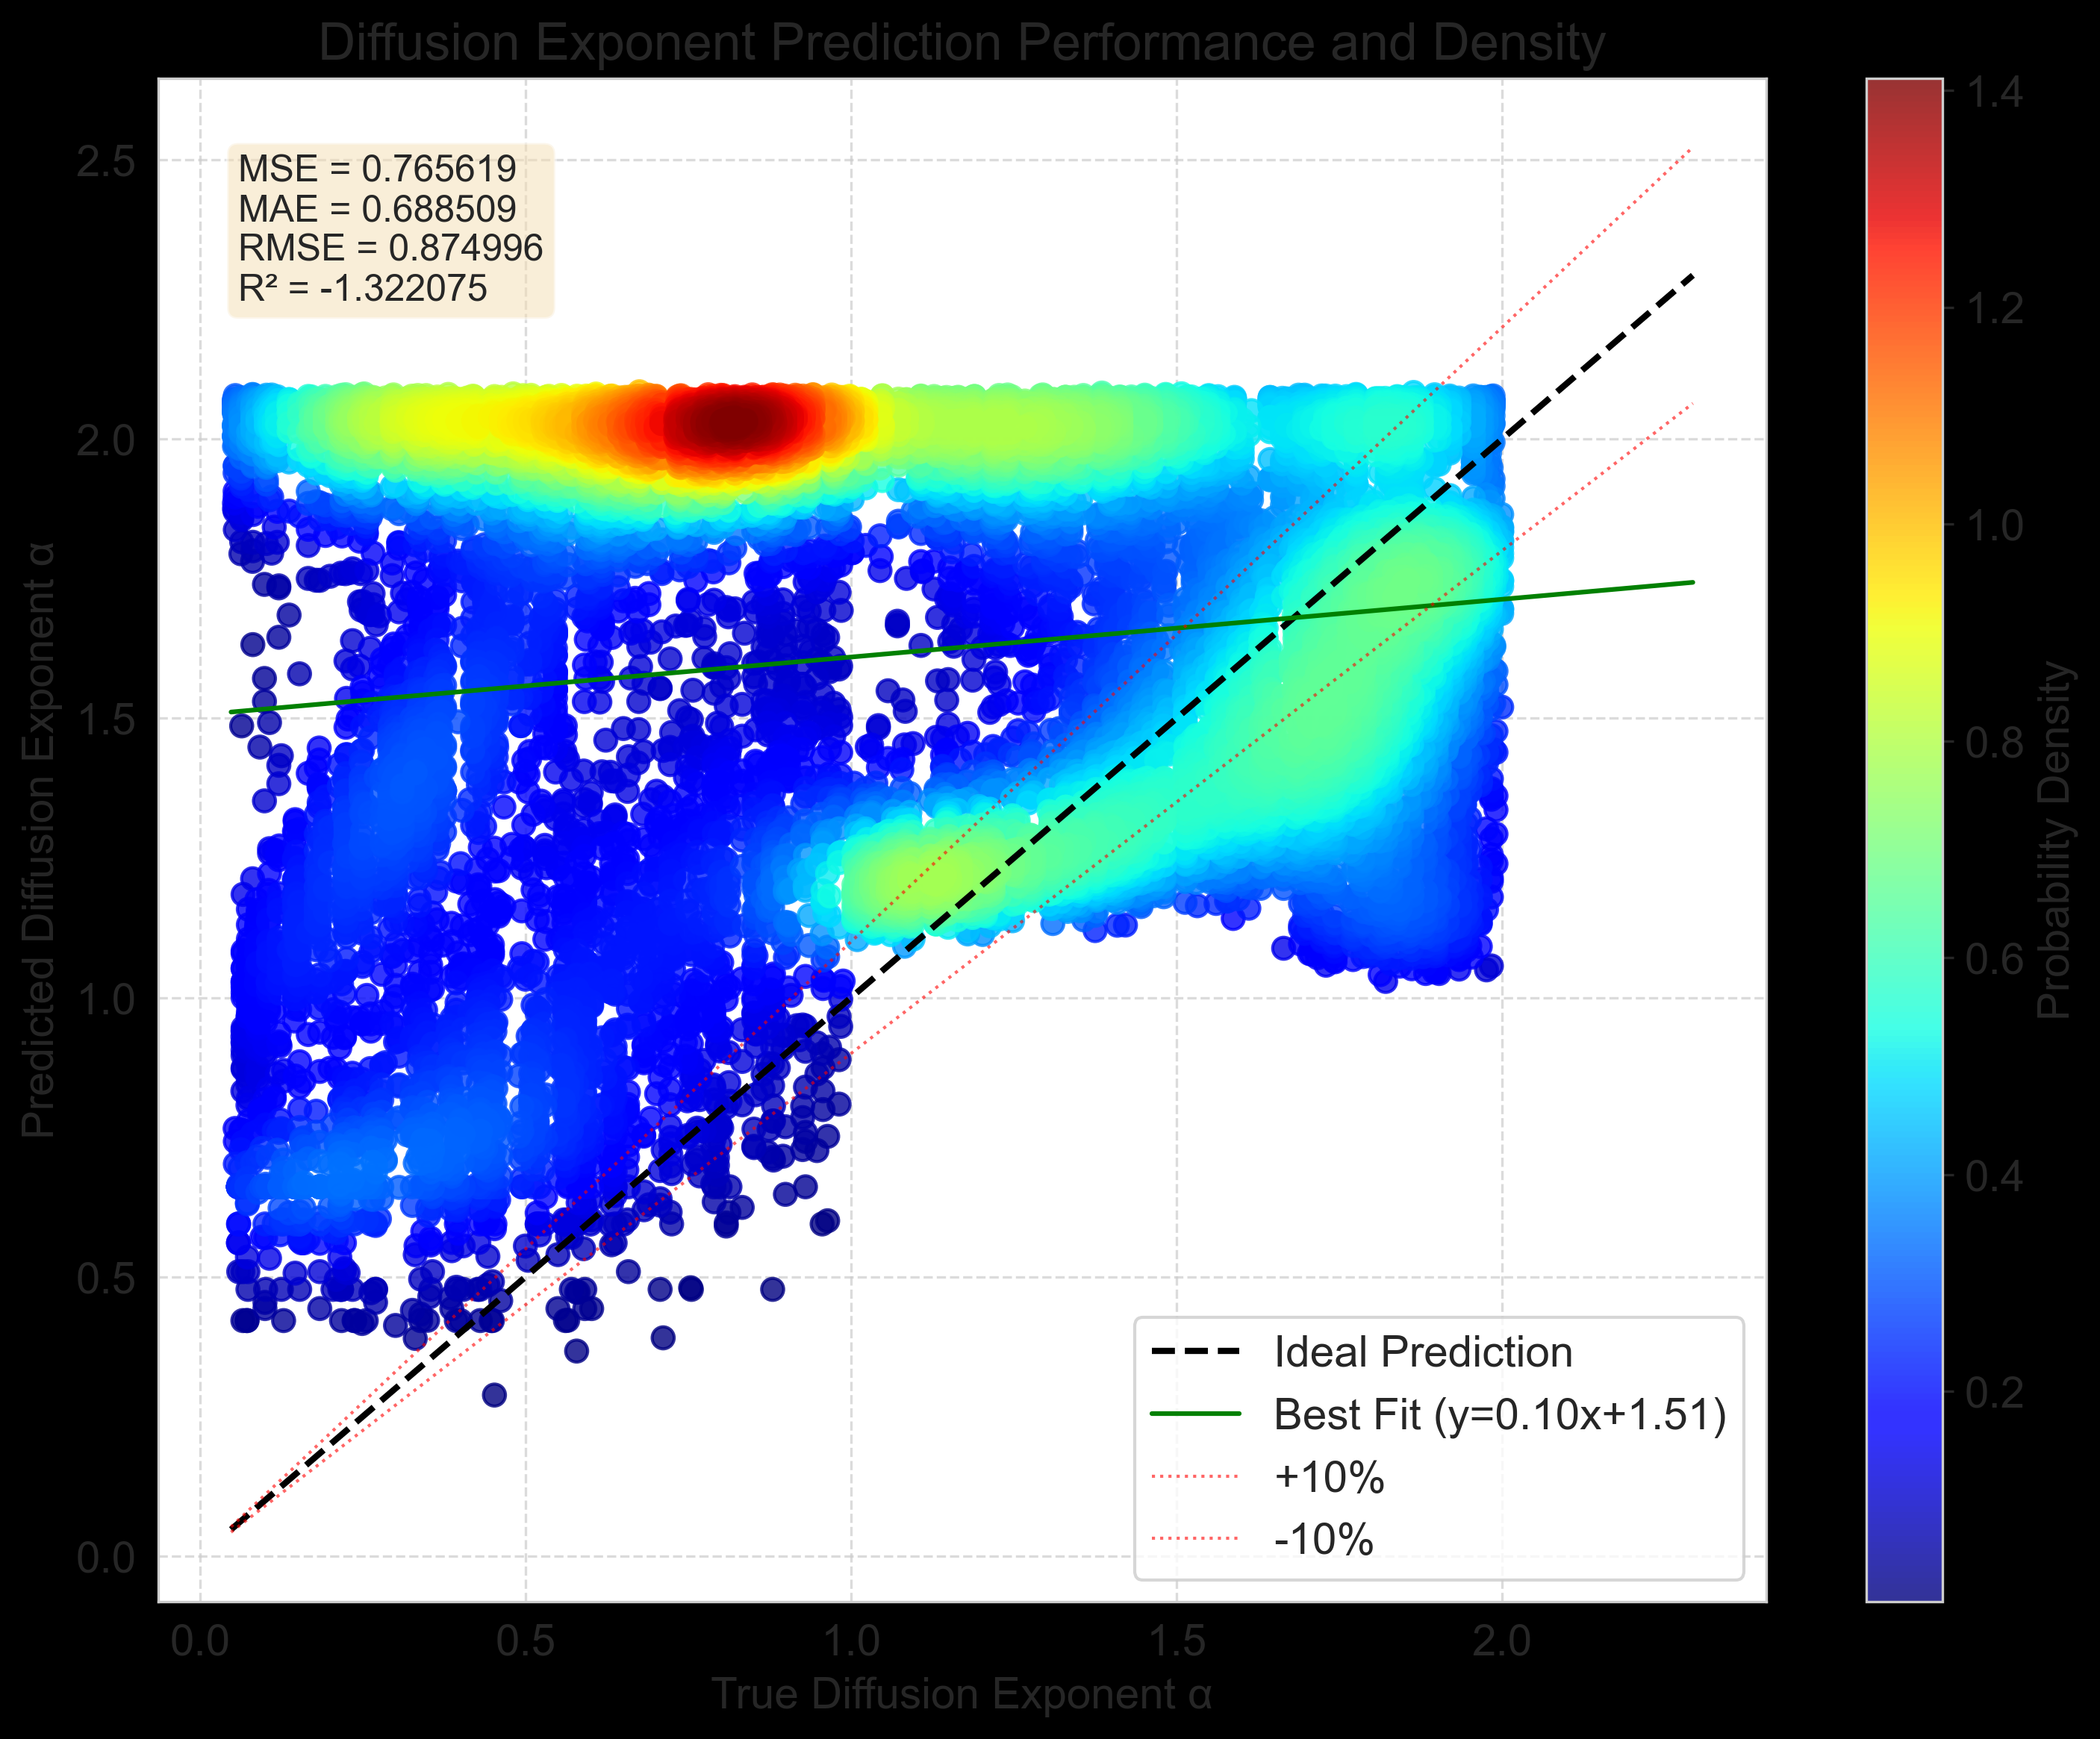 Diffusion Exponent Prediction Performance and Density
MSE = 0.765619
MAE = 0.688509
RMSE = 0.874996
R² = -1.322075
Predicted Diffusion Exponent α
2.5
2.0
1.5
1.0
0.5
0.0
0.0
0.5
1.0
1.5
2.0
True Diffusion Exponent α
Ideal Prediction
Best Fit (y=0.10x+1.51)
+10%
-10%
1.4
1.2
1.0
0.8
0.6
0.4
0.2
Probability Density